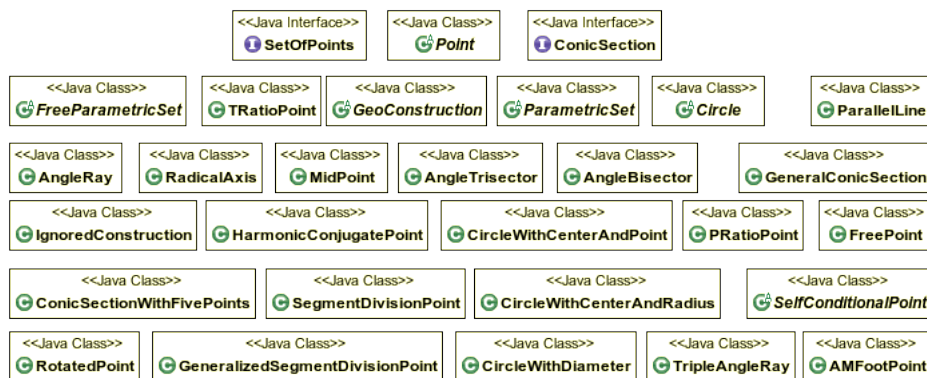 <<Java Interface>> <<Java Class>> <<Java Interface>>
SetOfPoints Point ConicSection
<<Java Class>> <<Java Class>> <<Java Class>> <<Java Class>> <<Java Class>> <<Java Class>>
FreeParametricSet TRatioPoint GeoConstruction ParametricSet Circle ParallelLine
<<Java Class>> <<Java Class>> <<Java Class>> <<Java Class>> <<Java Class>> <<Java Class>>
AngleRay RadicalAxis MidPoint AngleTrisector AngleBisector GeneralConicSection
<<Java Class>> <<Java Class>> <<Java Class>> <<Java Class>> <<Java Class>>
IgnoredConstruction HarmonicConjugatePoint CircleWithCenterAndPoint PRatioPoint FreePoint
<<Java Class>> <<Java Class>> <<Java Class>> <<Java Class>>
ConicSectionWithFivePoints SegmentDivisionPoint CircleWithCenterAndRadius SelfConditionalPoint
<<Java Class>> <<Java Class>> <<Java Class>> <<Java Class>> <<Java Class>>
RotatedPoint GeneralizedSegmentDivisionPoint CircleWithDiameter TripleAngleRay AMFootPoint